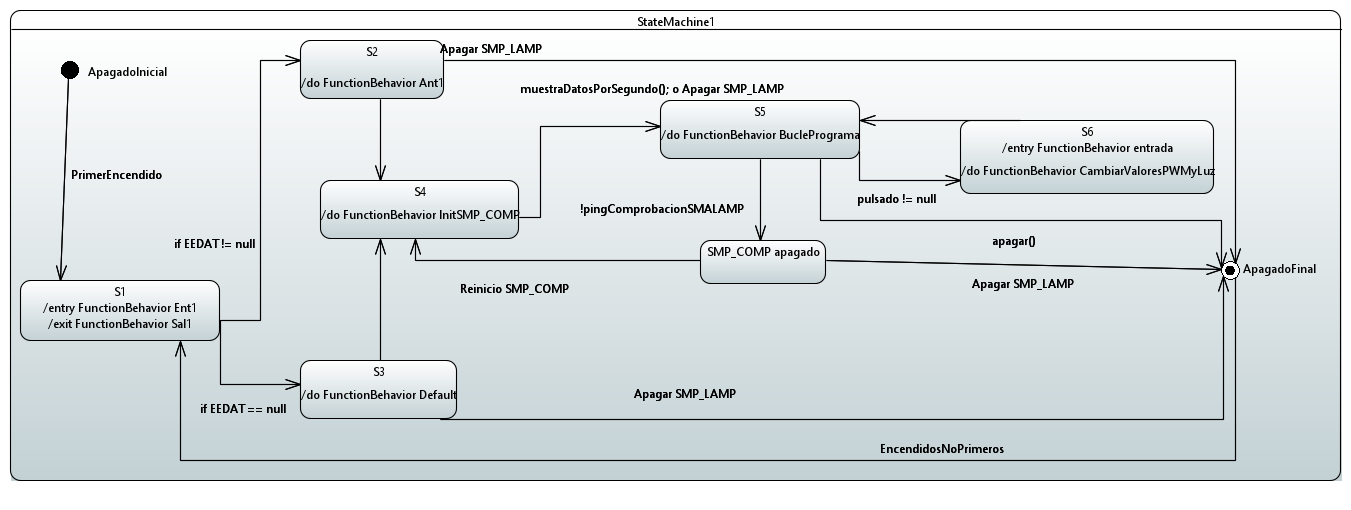 StateMachine1
ApagadoInicial
PrimerEncendido
S1
/entry FunctionBehavior Ent1
/exit FunctionBehavior Sal1
if EEDAT != null
if EEDAT == null
S2
/do FunctionBehavior Ant1
Apagar SMP_LAMP
S4
/do FunctionBehavior InitSMP_COMP
S3
/do FunctionBehavior Default
muestraDatosPorSegundo(); o Apagar SMP_LAMP
S5
/do FunctionBehavior BuclePrograma
S6
/entry FunctionBehavior entrada
/do FunctionBehavior CambiarValoresPWMyLuz
pulsado != null
!pingComprobacionSMALAMP
SMP_COMP apagado
apagar()
ApagadoFinal
Reinicio SMP_COMP
Apagar SMP_LAMP
Apagar SMP_LAMP
EncendidosNoPrimeros